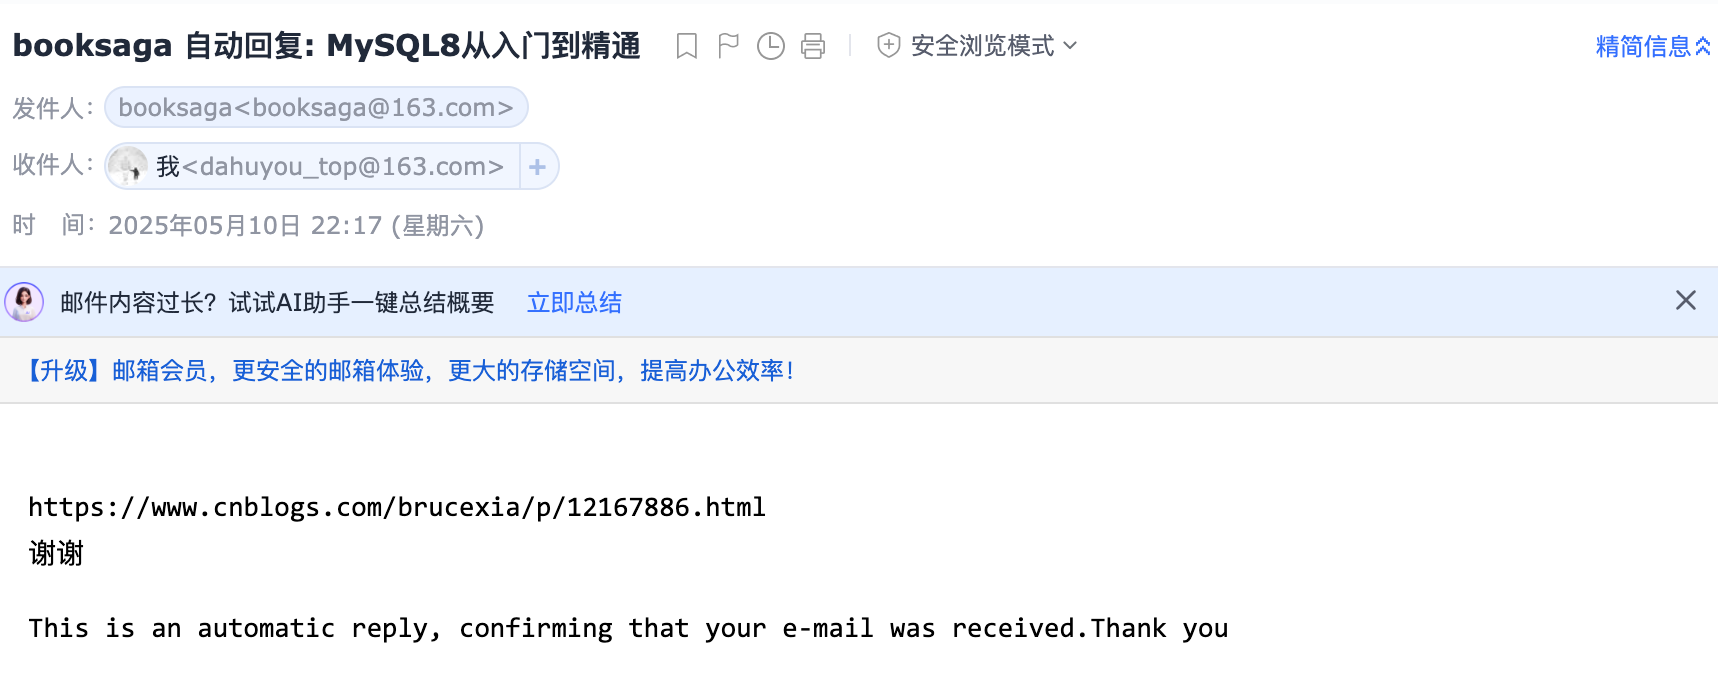 booksaga 自动回复: MySQL8从入门到精通
安全浏览模式
精简信息
发件人: booksaga<booksaga@163.com>
收件人: 我<dahuyou_top@163.com> +
时 间: 2025年05月10日 22:17 (星期六)
邮件内容过长？试试AI助手一键总结概要 立即总结
【升级】邮箱会员，更安全的邮箱体验，更大的存储空间，提高办公效率！
https://www.cnblogs.com/brucexia/p/12167886.html
谢谢
This is an automatic reply, confirming that your e-mail was received.Thank you